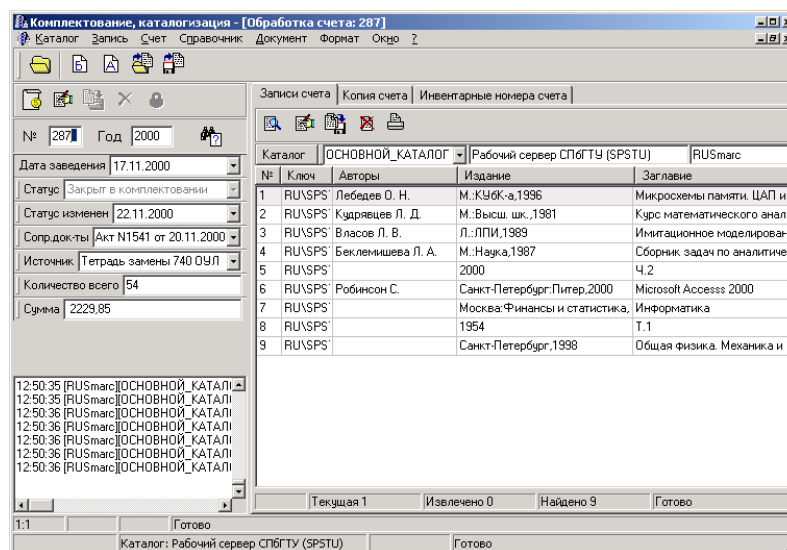 Комплектование, каталогизация - [Обработка счета: 287]
Каталог Запись Счет Справочник Документ Формат Окно ?
Записи счета Копия счета Инвентарные номера счета
№ 287 Год 2000
Каталог ОСНОВНОЙ_КАТАЛОГ Рабочий сервер СПбГТУ (SPSTU) RUSmarc
Дата заведения 17.11.2000
Статус Закрыт в комплектовании
Статус изменен 22.11.2000
Сопр.док-ты Акт N1541 от 20.11.2000
Источник Тетрадь замены 740 ОУЛ
Количество всего 54
Сумма 2229,85
№ Ключ Авторы Издание Заглавие
1 RU\SPS Лебедев О. Н. М.:КУбК-а,1996 Микросхемы памяти. ЦАП и
2 RU\SPS Кудрявцев Л. Д. М.:Высш. шк.,1981 Курс математического анал
3 RU\SPS Власов Л. В. Л.:ЛПИ,1989 Имитационное моделирован
4 RU\SPS Беклемишева Л. А. М.:Наука,1987 Сборник задач по аналитиче
5 RU\SPS 2000 Ч.2
6 RU\SPS Робинсон С. Санкт-Петербург:Питер,2000 Microsoft Accesss 2000
7 RU\SPS Москва:Финансы и статистика, Информатика
8 RU\SPS 1954 Т.1
9 RU\SPS Санкт-Петербург,1998 Общая физика. Механика и
12:50:35 [RUSmarc][ОСНОВНОЙ_КАТАЛ
12:50:35 [RUSmarc][ОСНОВНОЙ_КАТАЛ
12:50:36 [RUSmarc][ОСНОВНОЙ_КАТАЛ
12:50:36 [RUSmarc][ОСНОВНОЙ_КАТАЛ
12:50:36 [RUSmarc][ОСНОВНОЙ_КАТАЛ
12:50:36 [RUSmarc][ОСНОВНОЙ_КАТАЛ
12:50:36 [RUSmarc][ОСНОВНОЙ_КАТАЛ
Текущая 1 Извлечено 0 Найдено 9 Готово
1:1 Готово
Каталог: Рабочий сервер СПбГТУ (SPSTU) Готово